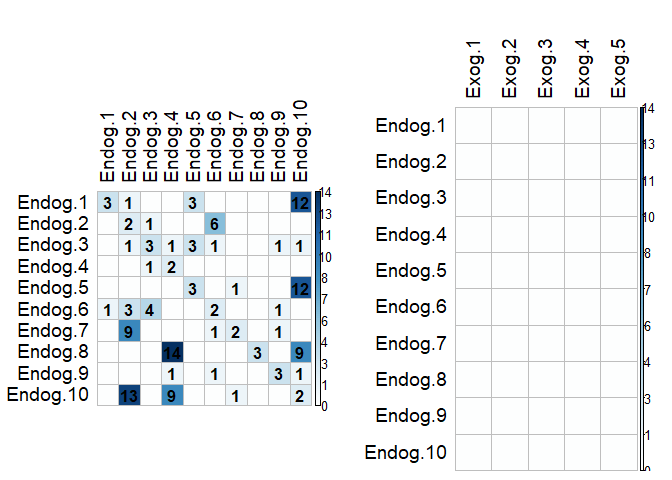 Endog.1 Endog.2 Endog.3 Endog.4 Endog.5 Endog.6 Endog.7 Endog.8 Endog.9 Endog.10
Endog.1 3 1 3 12
Endog.2 2 1 6
Endog.3 1 3 1 3 1 1 1
Endog.4 1 2
Endog.5 3 1 12
Endog.6 1 3 4 2 1
Endog.7 9 1 2 1
Endog.8 14 3 9
Endog.9 1 1 3 1
Endog.10 13 9 1 2
14
13
11
10
8
7
6
4
3
1
0
Exog.1 Exog.2 Exog.3 Exog.4 Exog.5
Endog.1
Endog.2
Endog.3
Endog.4
Endog.5
Endog.6
Endog.7
Endog.8
Endog.9
Endog.10
14
13
11
10
8
7
6
4
3
1
0